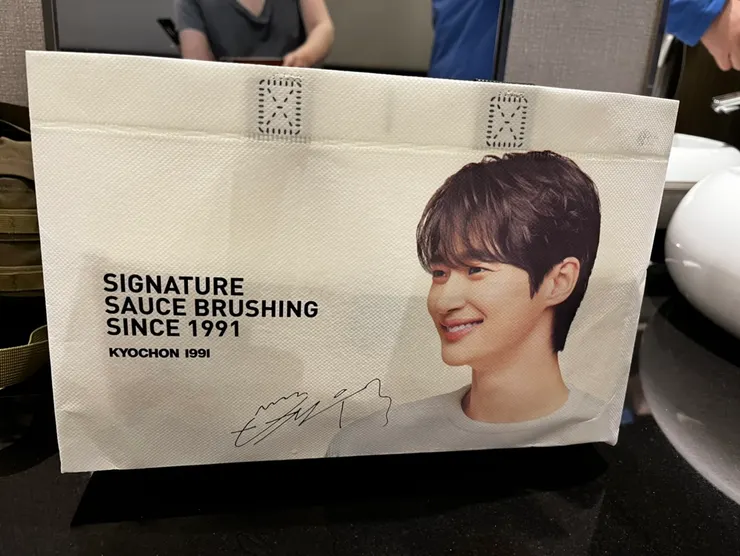 SIGNATURE
SAUCE BRUSHING
SINCE 1991
KYOCHON 1991